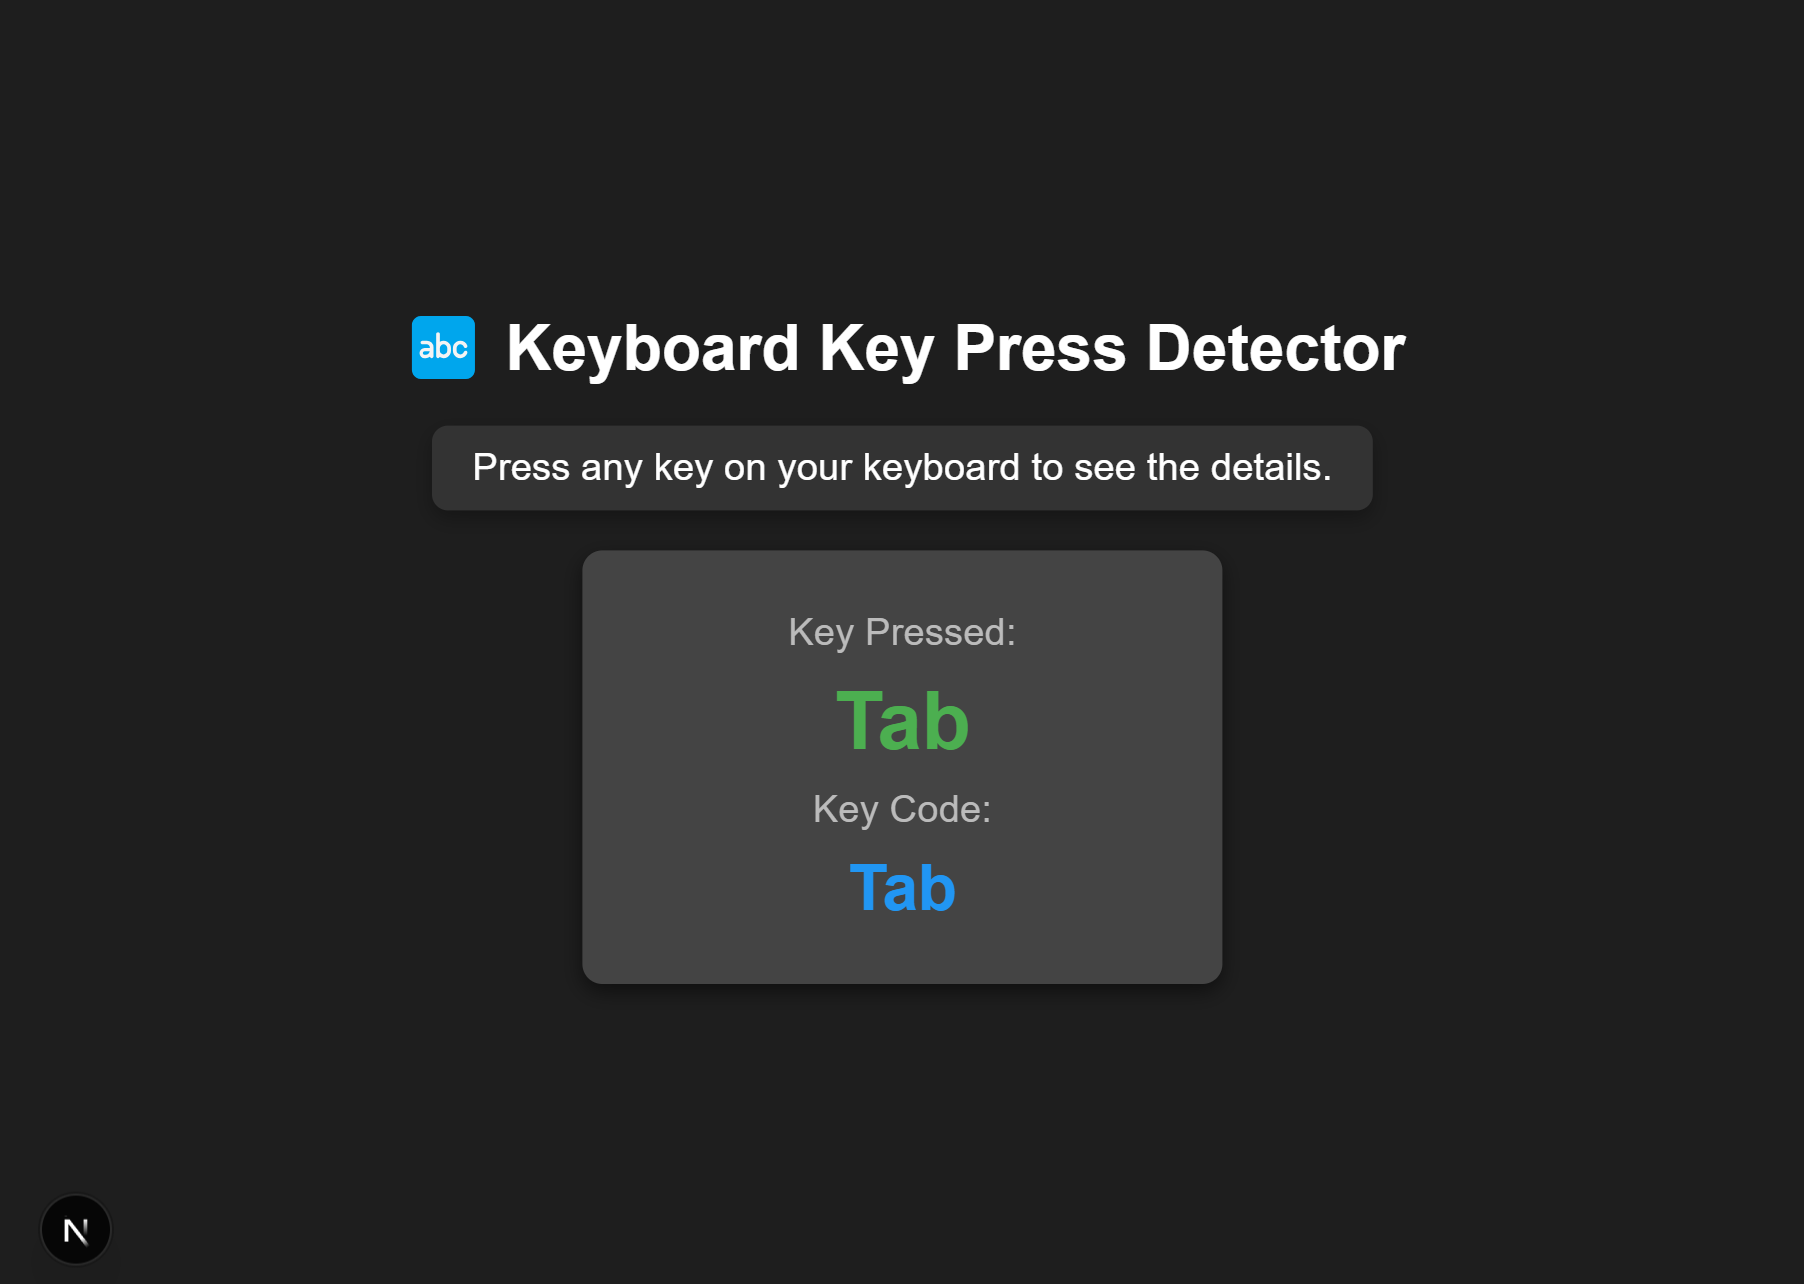 abc Keyboard Key Press Detector
Press any key on your keyboard to see the details.
Key Pressed:
Tab
Key Code:
Tab
N